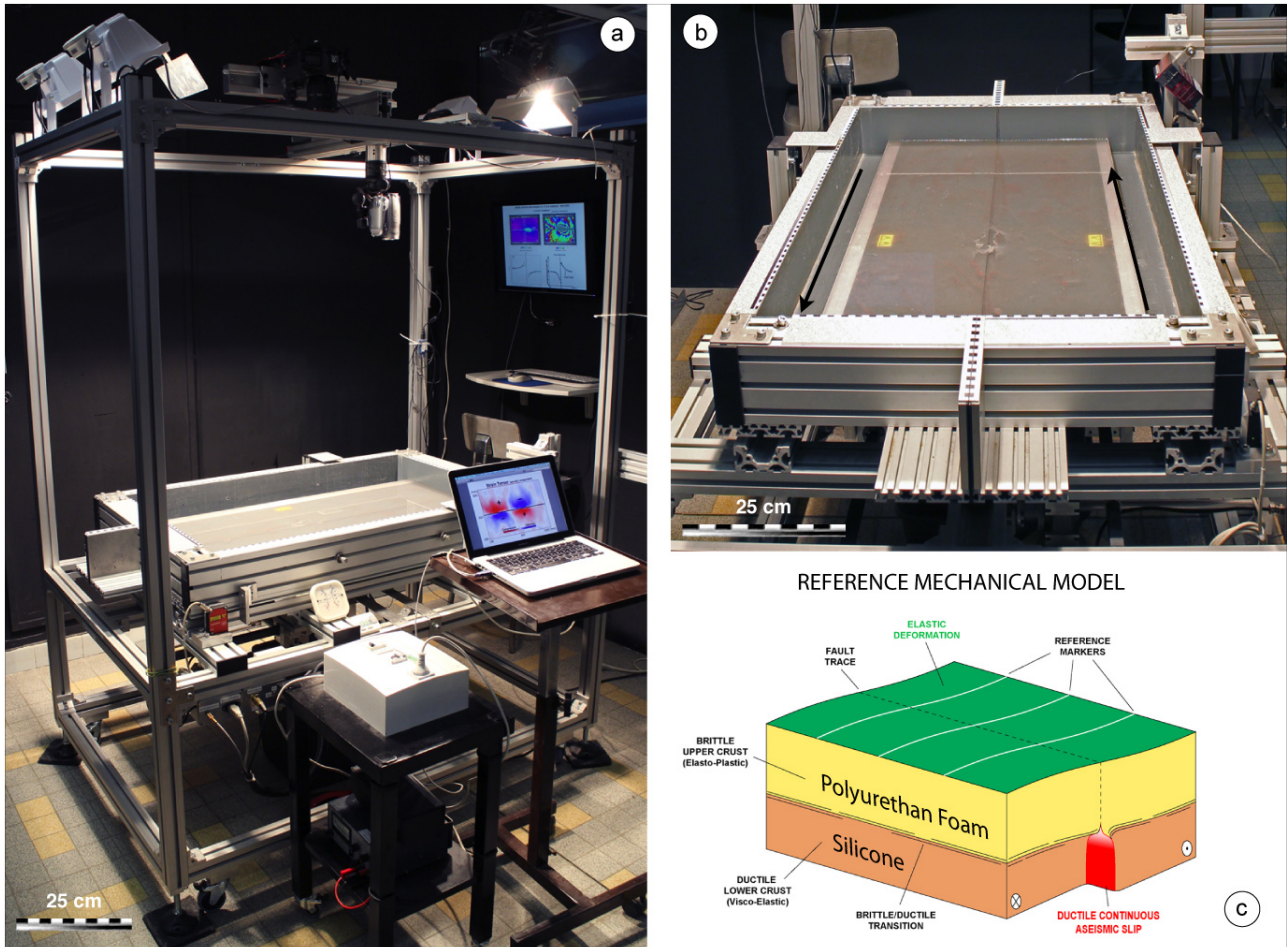 a
25 cm
b
25 cm
REFERENCE MECHANICAL MODEL
ELASTIC
DEFORMATION
FAULT
TRACE
REFERENCE
MARKERS
BRITTLE
UPPER CRUST
(Elasto-Plastic)
Polyurethan Foam
Silicone
DUCTILE
LOWER CRUST
(Visco-Elastic)
BRITTLE/DUCTILE
TRANSITION
DUCTILE CONTINUOUS
ASEISMIC SLIP
c